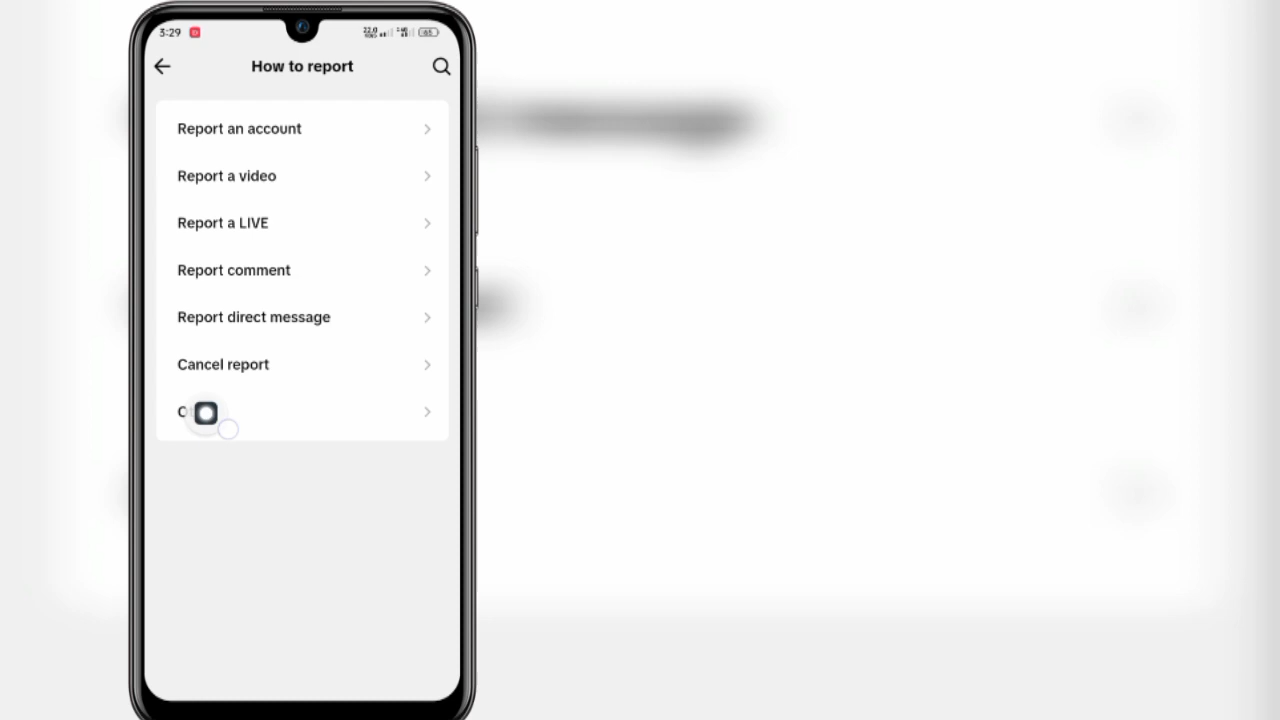 3:29
How to report
Report an account
Report a video
Report a LIVE
Report comment
Report direct message
Cancel report